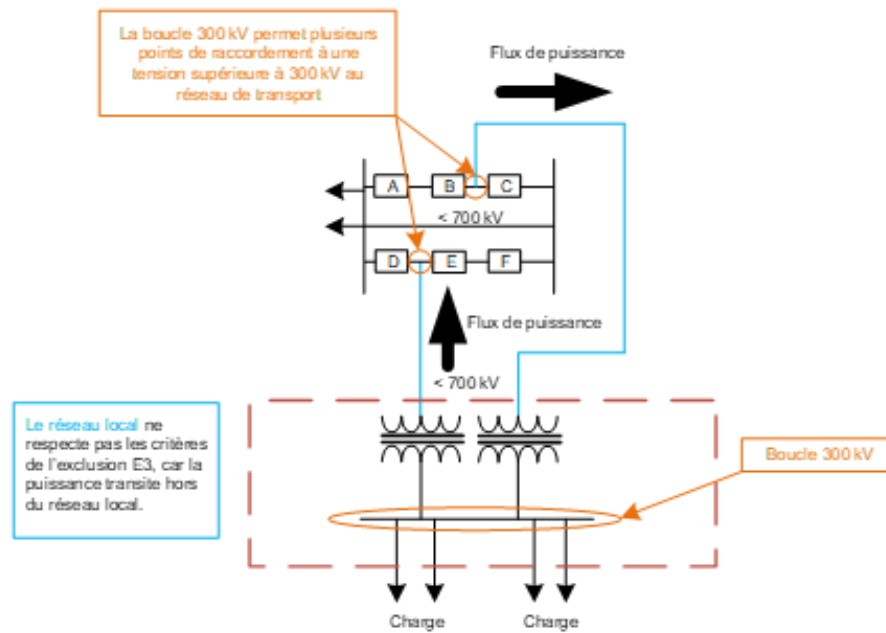 La boucle 300 kV permet plusieurs
points de raccordement à une
tension supérieure à 300 kV au
réseau de transport
Flux de puissance
A
B
C
< 700 kV
D
E
F
Flux de puissance
< 700 kV
Le réseau local ne
respecte pas les critères
de l'exclusion E3, car la
puissance transite hors
du réseau local.
Boucle 300 kV
Charge
Charge